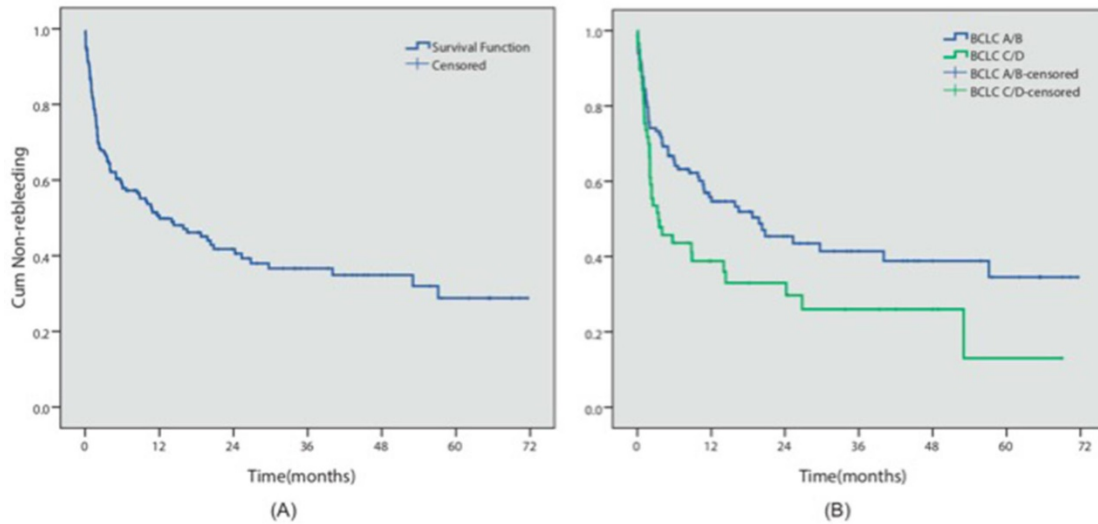 1.0
0.8
0.6
0.4
0.2
0.0
Cum Non-rebleeding
Survival Function
Censored
0 12 24 36 48 60 72
Time(months)
(A)
1.0
0.8
0.6
0.4
0.2
0.0
BCLC A/B
BCLC C/D
BCLC A/B-censored
BCLC C/D-censored
0 12 24 36 48 60 72
Time(months)
(B)